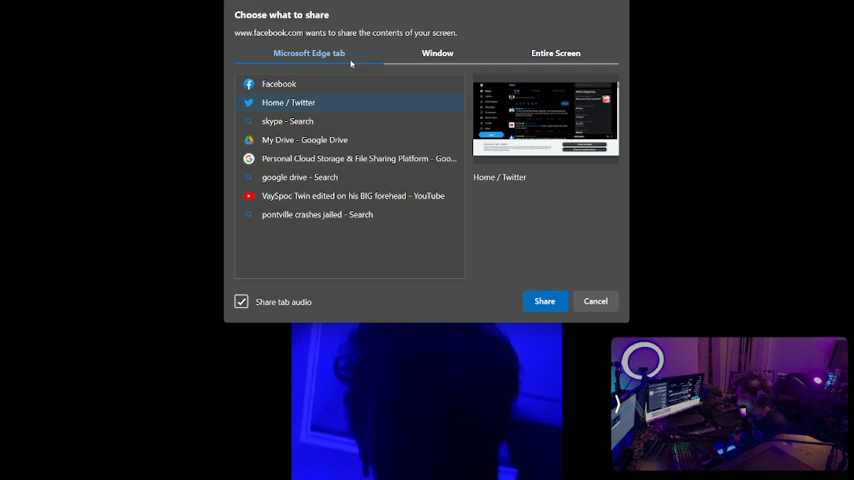 Choose what to share
www.facebook.com wants to share the contents of your screen.
Microsoft Edge tab
Window
Entire Screen
Facebook
Home / Twitter
skype - Search
My Drive - Google Drive
Personal Cloud Storage & File Sharing Platform - Goo...
google drive - Search
VaySpoc Twin edited on his BIG forehead - YouTube
pontville crashes jailed - Search
Home / Twitter
Share tab audio
Share
Cancel